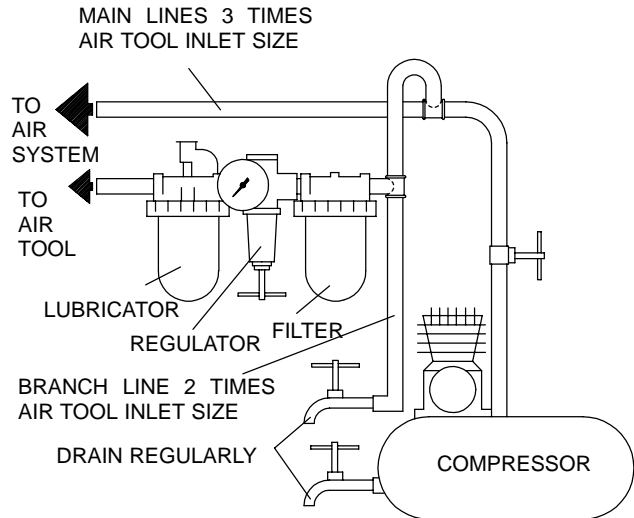 MAIN LINES 3 TIMES
AIR TOOL INLET SIZE
TO
AIR
SYSTEM
TO
AIR
TOOL
LUBRICATOR
REGULATOR
FILTER
BRANCH LINE 2 TIMES
AIR TOOL INLET SIZE
DRAIN REGULARLY
COMPRESSOR